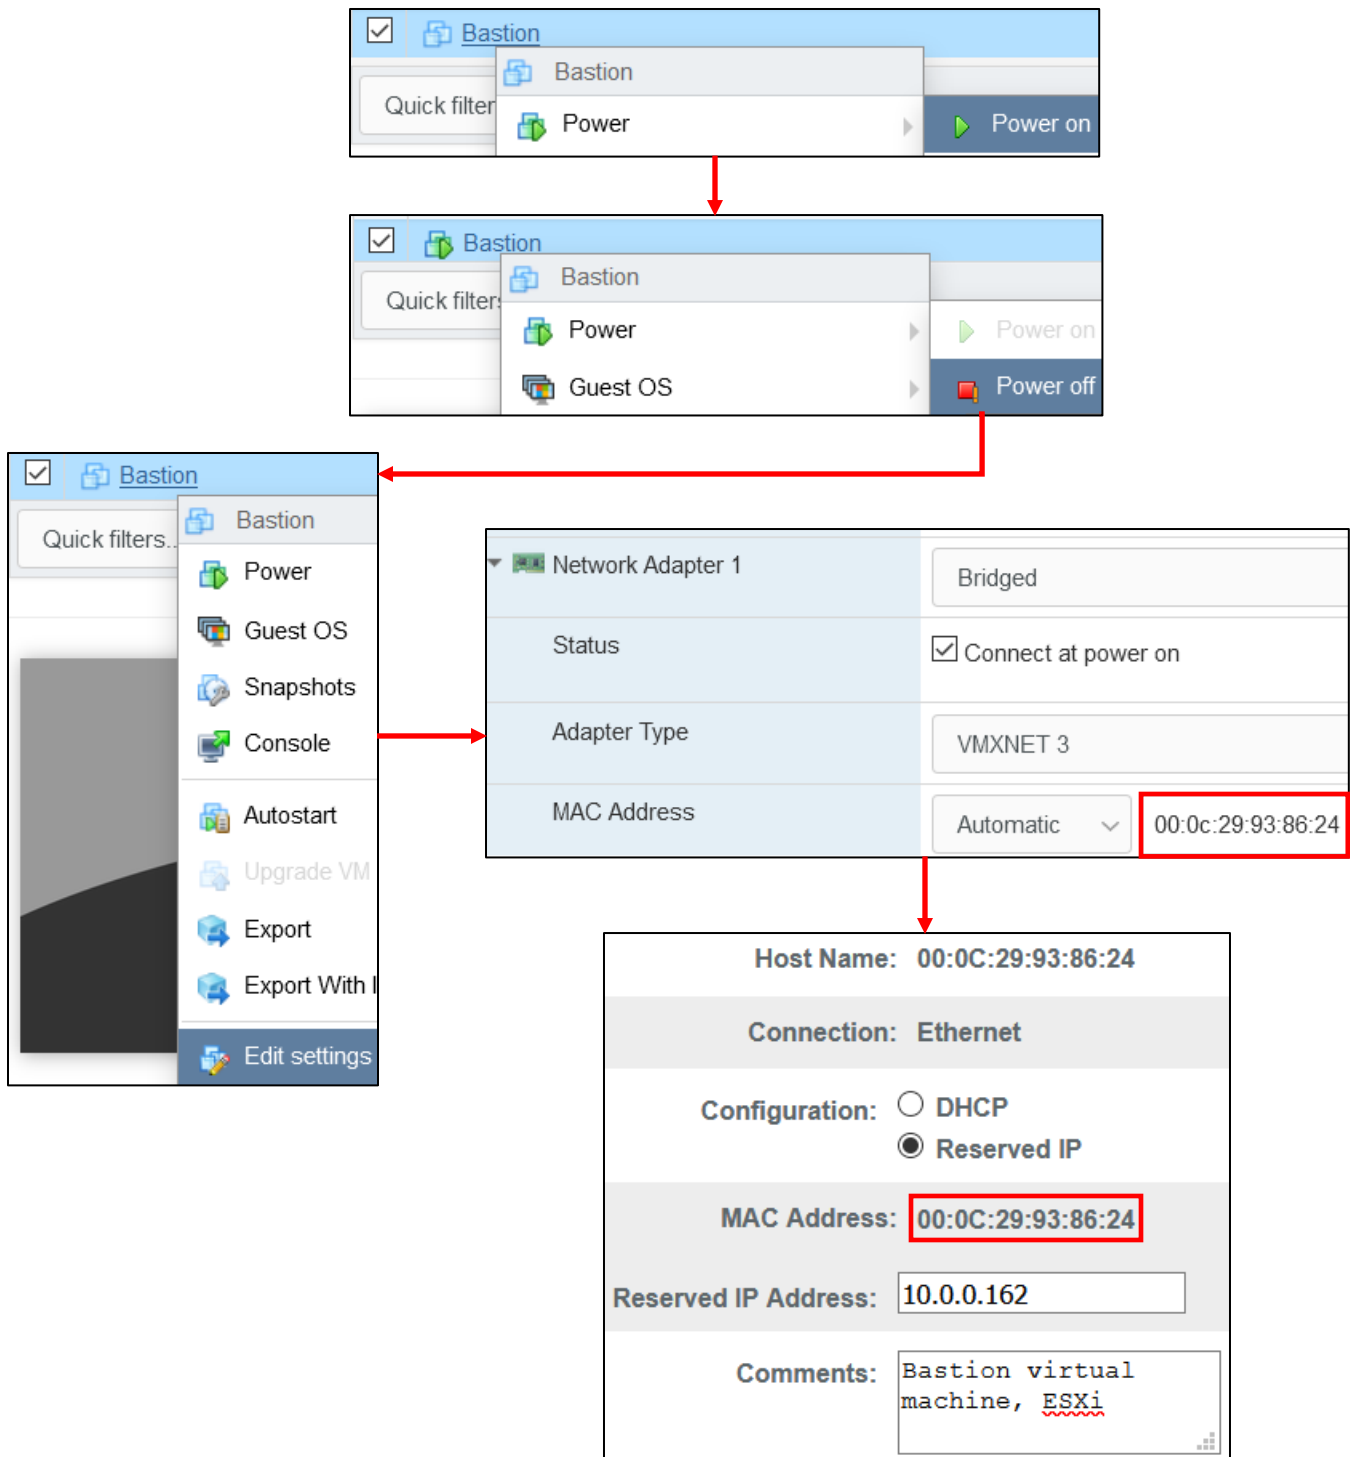 Bastion
Bastion
Quick filter
Power
Power on
Bastion
Bastion
Quick filters
Power
Power on
Guest OS
Power off
Bastion
Bastion
Quick filters..
Power
Guest OS
Snapshots
Console
Autostart
Upgrade VM
Export
Export With I
Edit settings
Network Adapter 1
Bridged
Status
Connect at power on
Adapter Type
VMXNET 3
MAC Address
Automatic
00:0c:29:93:86:24
Host Name: 00:0C:29:93:86:24
Connection: Ethernet
Configuration: DHCP
Reserved IP
MAC Address: 00:0C:29:93:86:24
Reserved IP Address: 10.0.0.162
Comments: Bastion virtual
machine, ESXi